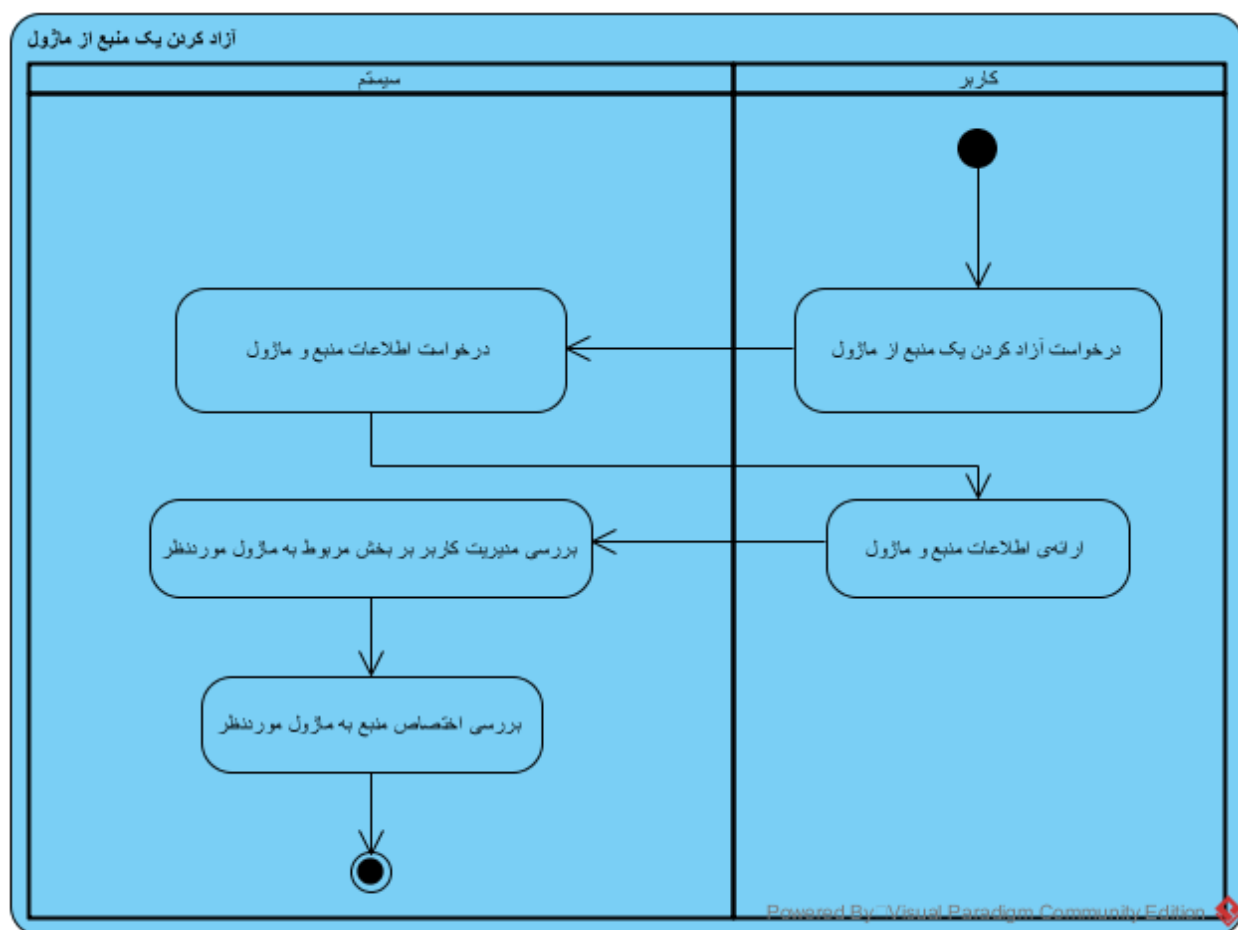 آزاد کردن یک منبع از ماژول
کاربر
سیستم
درخواست آزاد کردن یک منبع از ماژول
درخواست اطلاعات منبع و ماژول
ارائه‌ی اطلاعات منبع و ماژول
بررسی مدیریت کاربر بر بخش مربوط به ماژول موردنظر
بررسی اختصاص منبع به ماژول موردنظر
Powered By Visual Paradigm Community Edition